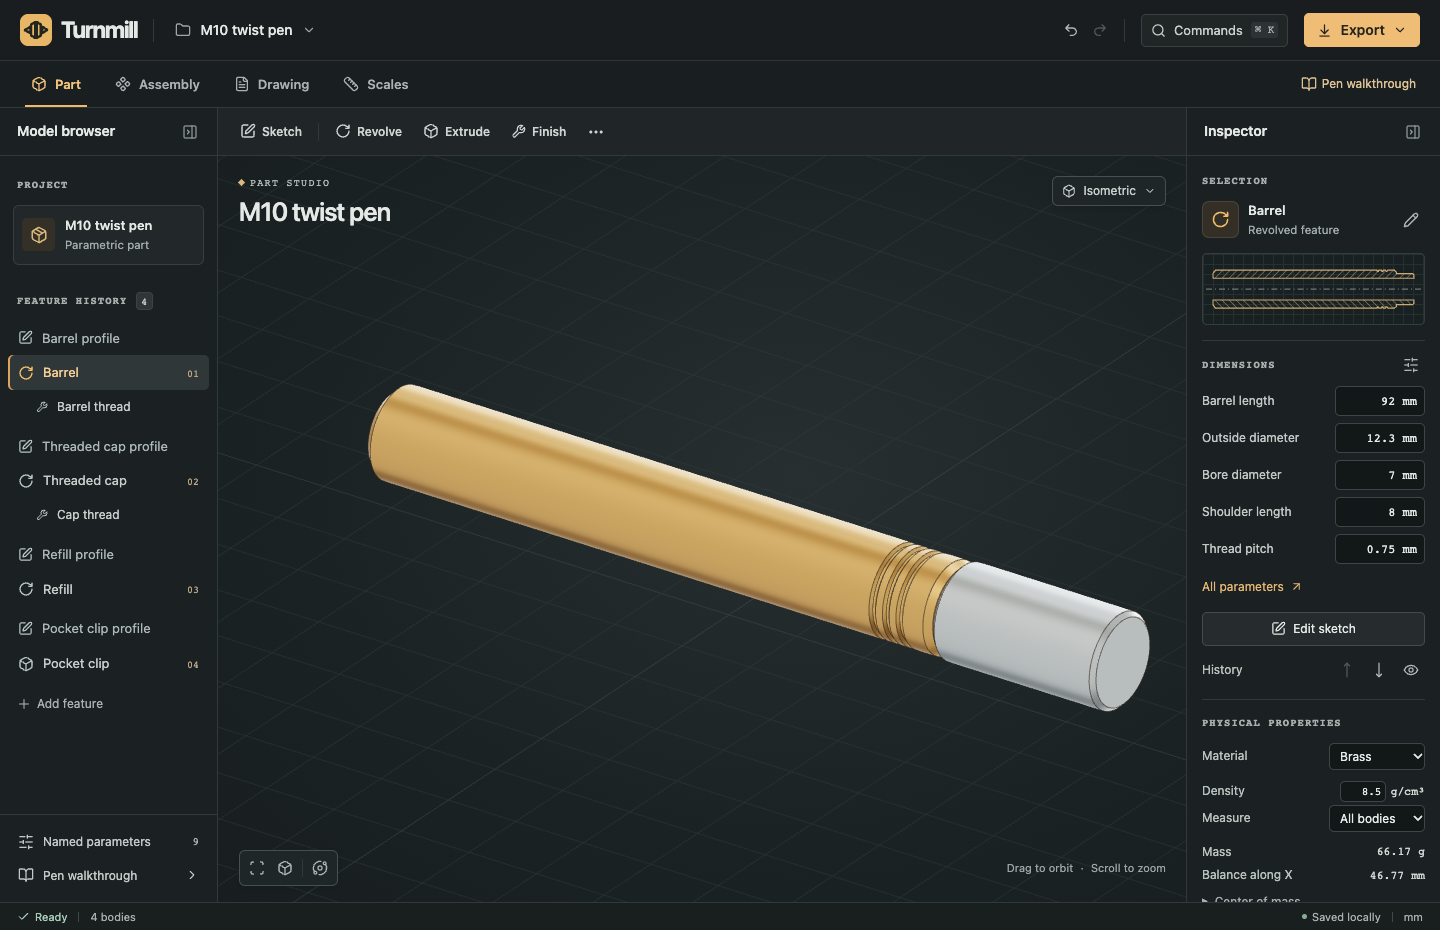 Turnmill
M10 twist pen
Commands ⌘ K
Export
Part
Assembly
Drawing
Scales
Pen walkthrough
Model browser
Sketch
Revolve
Extrude
Finish
Inspector
PROJECT
M10 twist pen
Parametric part
FEATURE HISTORY 4
Barrel profile
Barrel 01
Barrel thread
Threaded cap profile
Threaded cap 02
Cap thread
Refill profile
Refill 03
Pocket clip profile
Pocket clip 04
Add feature
Named parameters 9
Pen walkthrough
PART STUDIO
M10 twist pen
Isometric
Drag to orbit · Scroll to zoom
SELECTION
Barrel
Revolved feature
DIMENSIONS
Barrel length 92 mm
Outside diameter 12.3 mm
Bore diameter 7 mm
Shoulder length 8 mm
Thread pitch 0.75 mm
All parameters
Edit sketch
History
PHYSICAL PROPERTIES
Material Brass
Density 8.5 g/cm³
Measure All bodies
Mass 66.17 g
Balance along X 46.77 mm
Center of mass
Ready
4 bodies
Saved locally
mm